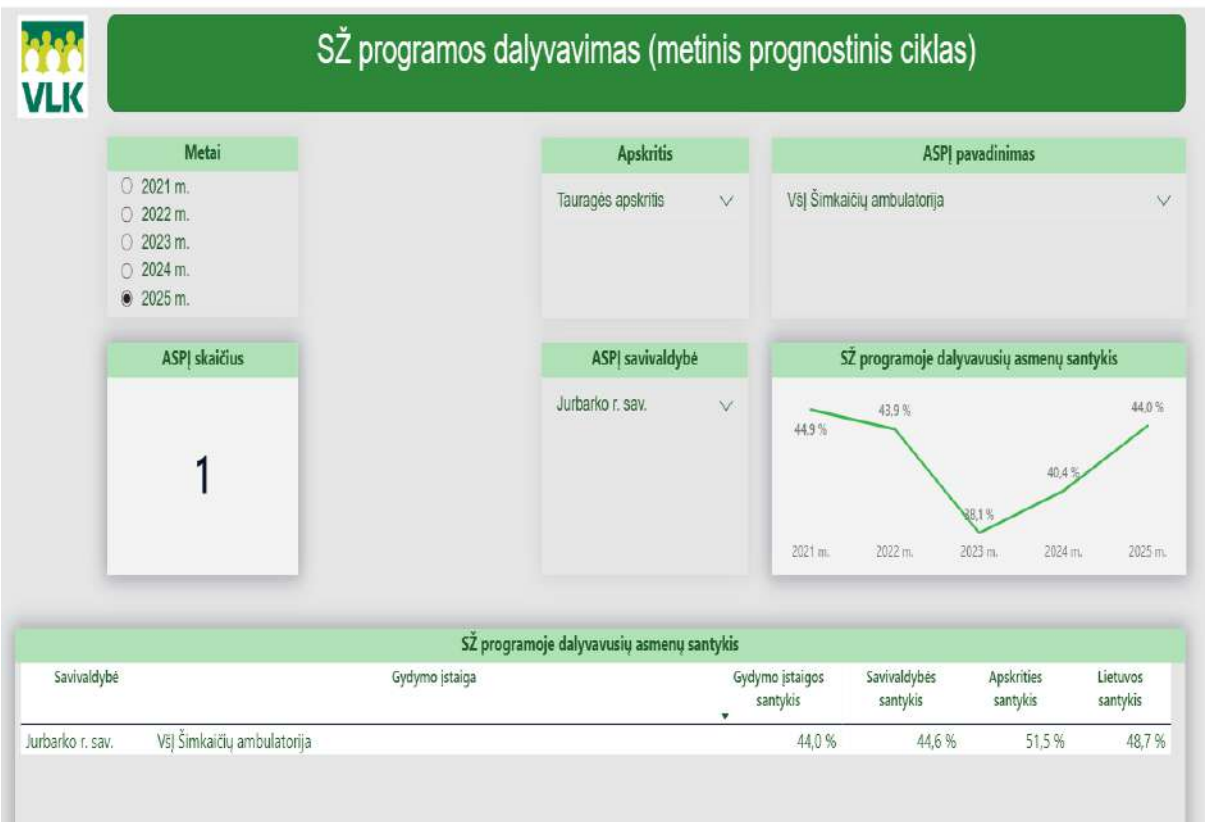 VLK
SŽ programos dalyvavimas (metinis prognostinis ciklas)
Metai
2021 m.
2022 m.
2023 m.
2024 m.
2025 m.
Apskritis
Tauragės apskritis
ASPĮ pavadinimas
VšĮ Šimkaičių ambulatorija
ASPĮ skaičius
1
ASPĮ savivaldybė
Jurbarko r. sav.
SŽ programoje dalyvavusių asmenų santykis
44,9 %
43,9 %
38,1 %
40,4 %
44,0 %
2021 m. 2022 m. 2023 m. 2024 m. 2025 m.
SŽ programoje dalyvavusių asmenų santykis
Savivaldybė Gydymo įstaiga Gydymo įstaigos santykis Savivaldybės santykis Apskrities santykis Lietuvos santykis
Jurbarko r. sav. VšĮ Šimkaičių ambulatorija 44,0 % 44,6 % 51,5 % 48,7 %